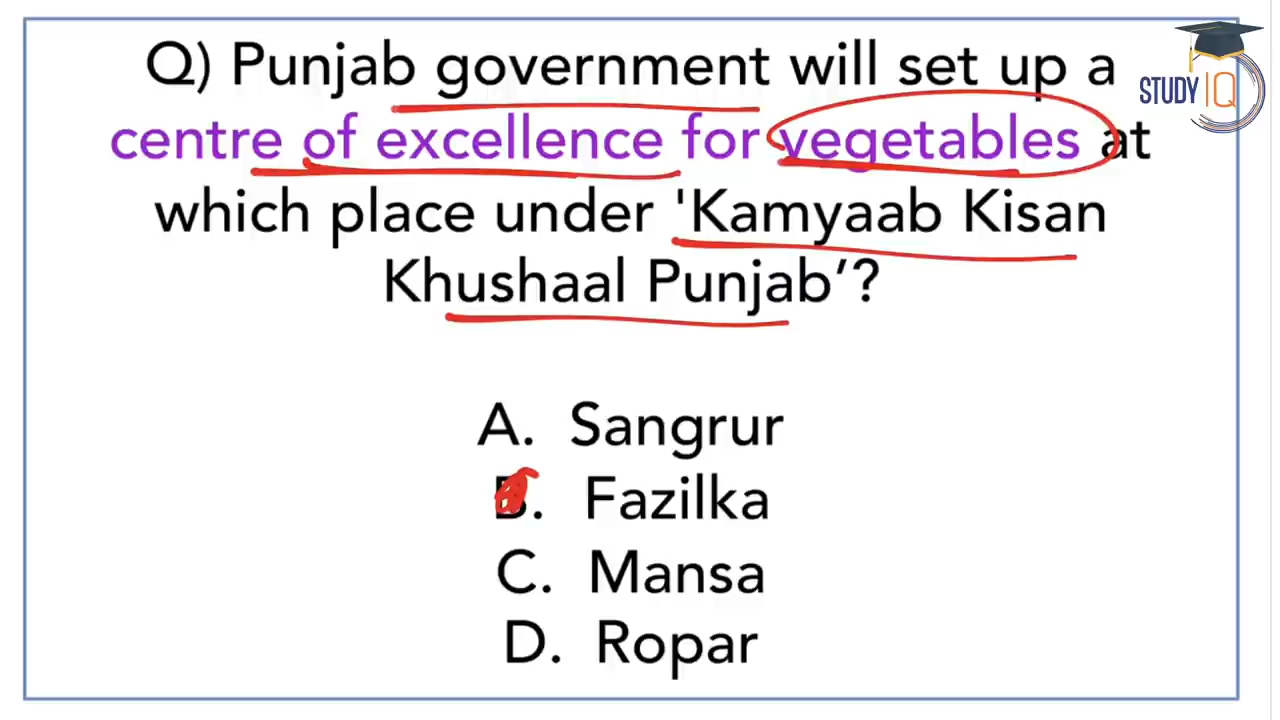 Q) Punjab government will set up a
centre of excellence for vegetables at
which place under 'Kamyaab Kisan
Khushaal Punjab'?
STUDY IQ
A. Sangrur
B. Fazilka
C. Mansa
D. Ropar